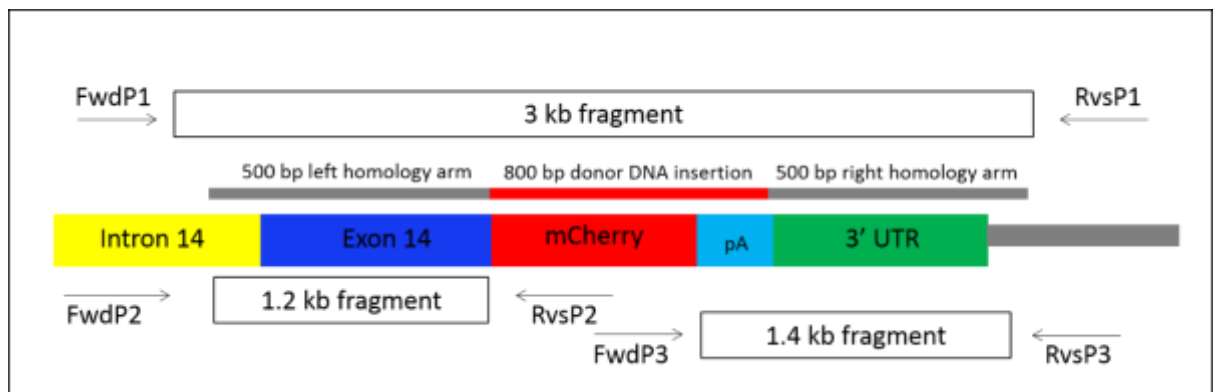 FwdP1
3 kb fragment
RvsP1
500 bp left homology arm
800 bp donor DNA insertion
500 bp right homology arm
Intron 14
Exon 14
mCherry
pA
3’ UTR
FwdP2
1.2 kb fragment
RvsP2
FwdP3
1.4 kb fragment
RvsP3